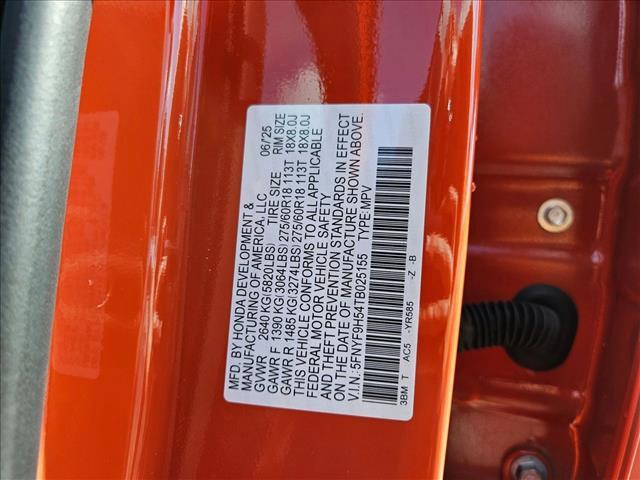 MFD. BY HONDA DEVELOPMENT &
MANUFACTURING OF AMERICA, LLC 06/'25
GVWR 2640 KG(5820LBS) TIRE SIZE RIM SIZE
GAWR F 1390 KG(3064LBS) 275/60R18 113T 18X8.0J
GAWR R 1485 KG(3274LBS) 275/60R18 113T 18X8.0J
THIS VEHICLE CONFORMS TO ALL APPLICABLE
FEDERAL MOTOR VEHICLE SAFETY
AND THEFT PREVENTION STANDARDS IN EFFECT
ON THE DATE OF MANUFACTURE SHOWN ABOVE.
V.I.N.:5FNYF9H54TB025155 TYPE:MPV
3BM T AC5 -YR585 -Z -B